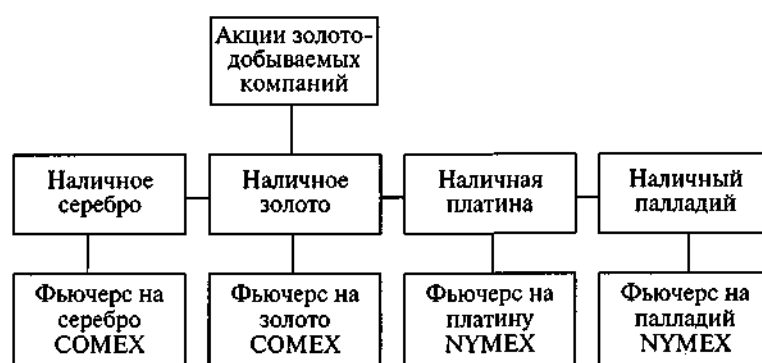 Акции золото-
добываемых
компаний
Наличное
серебро
Наличное
золото
Наличная
платина
Наличный
палладий
Фьючерс на
серебро
COMEX
Фьючерс на
золото
COMEX
Фьючерс на
платину
NYMEX
Фьючерс на
палладий
NYMEX